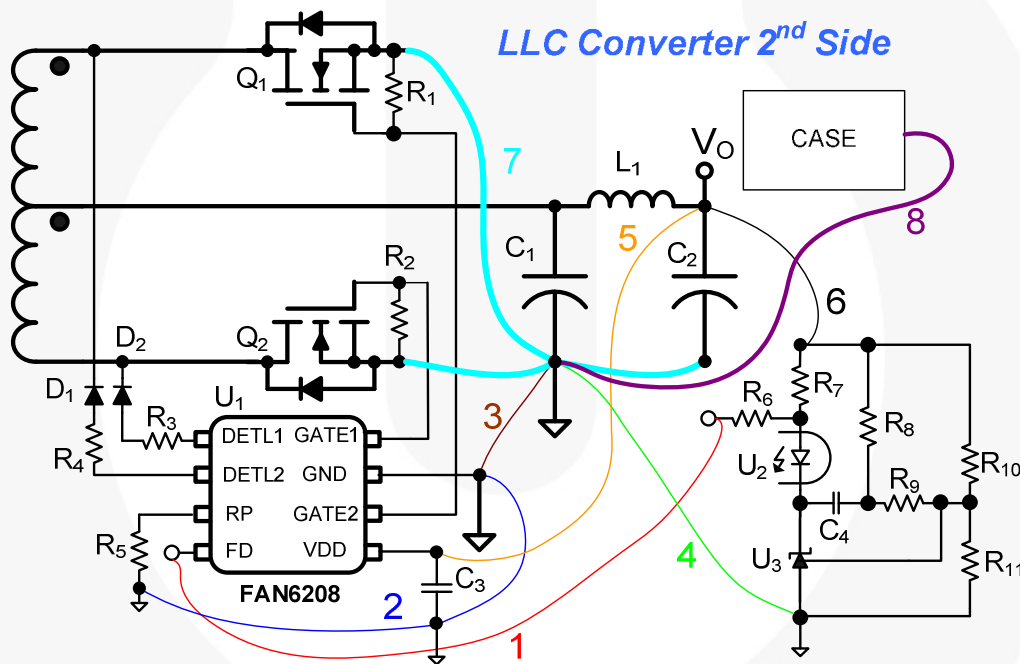 LLC Converter 2nd Side
Q1
R1
7
VO
CASE
L1
5
8
C1
C2
R2
6
Q2
D2
D1
U1
3
R7
R6
R8
R3
DETL1
GATE1
R4
DETL2
GND
U2
R9
R10
RP
GATE2
C4
R5
FD
VDD
U3
R11
4
C3
FAN6208
2
1